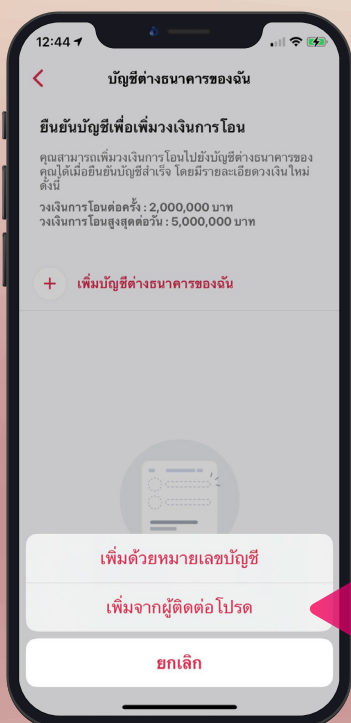 12:44
บัญชีต่างธนาคารของฉัน
ยืนยันบัญชีเพื่อเพิ่มวงเงินการโอน
คุณสามารถเพิ่มวงเงินการโอนไปยังบัญชีต่างธนาคารของ
คุณได้เมื่อยืนยันบัญชีสำเร็จ โดยมีรายละเอียดวงเงินใหม่
ดังนี้
วงเงินการโอนต่อครั้ง : 2,000,000 บาท
วงเงินการโอนสูงสุดต่อวัน : 5,000,000 บาท
+ เพิ่มบัญชีต่างธนาคารของฉัน
เพิ่มด้วยหมายเลขบัญชี
เพิ่มจากผู้ติดต่อโปรด
ยกเลิก